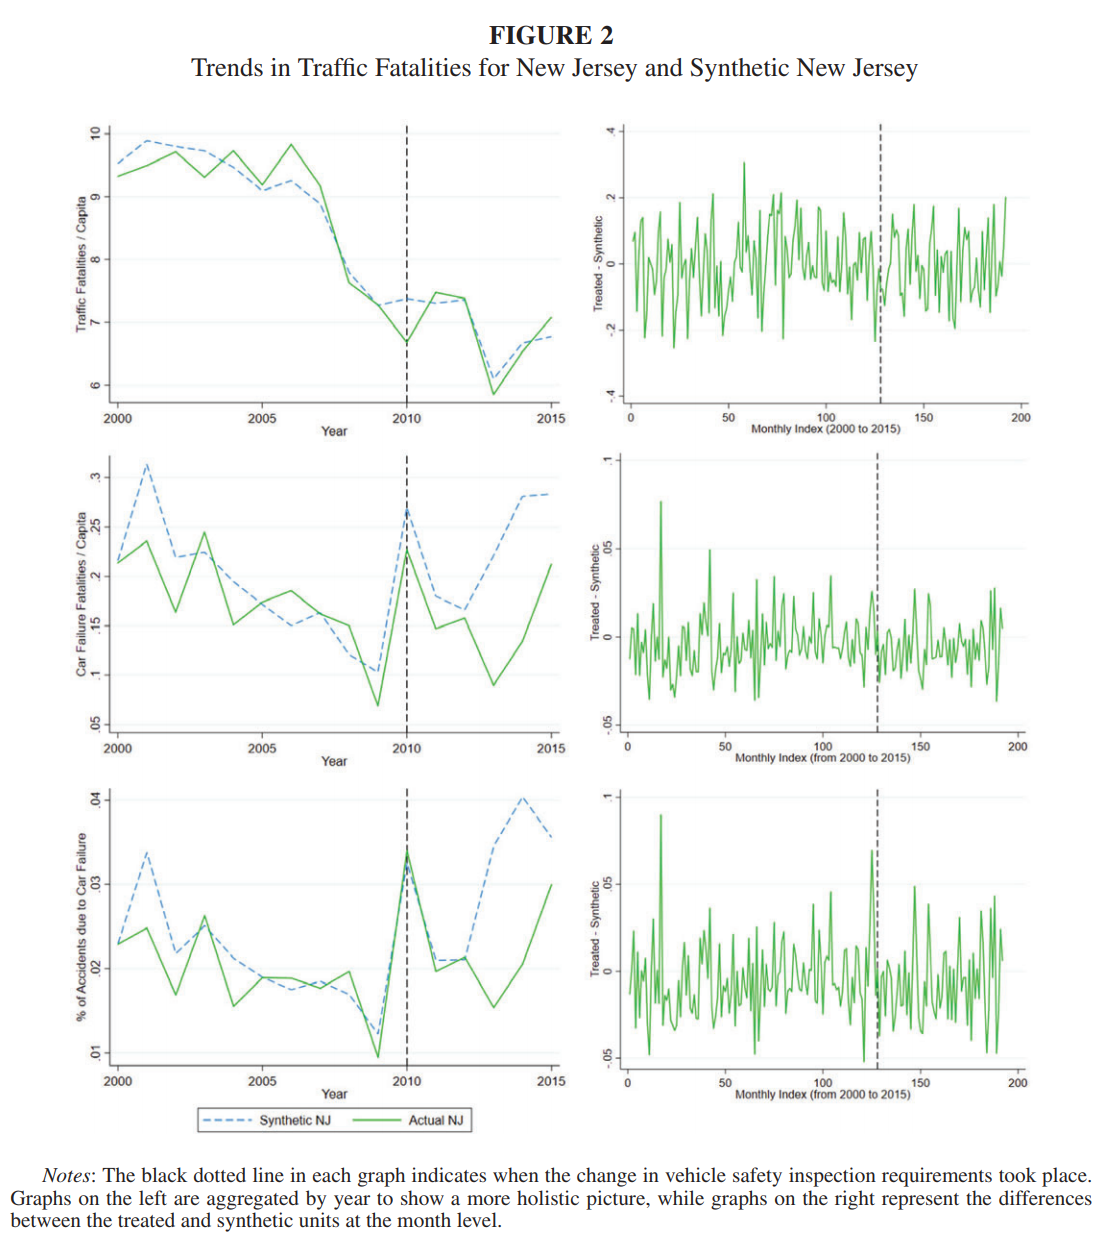 FIGURE 2
Trends in Traffic Fatalities for New Jersey and Synthetic New Jersey
Traffic Fatalities / Capita
10
9
8
7
6
2000 2005 2010 2015
Year
Treated - Synthetic
.4
.2
0
-.2
-.4
0 50 100 150 200
Monthly Index (2000 to 2015)
Car Failure Fatalities / Capita
.3
.25
.2
.15
.1
.05
2000 2005 2010 2015
Year
Treated - Synthetic
.1
.05
0
-.05
0 50 100 150 200
Monthly Index (from 2000 to 2015)
% of Accidents due to Car Failure
.04
.03
.02
.01
2000 2005 2010 2015
Year
Treated - Synthetic
.1
.05
0
-.05
0 50 100 150 200
Monthly Index (from 2000 to 2015)
Synthetic NJ Actual NJ
Notes: The black dotted line in each graph indicates when the change in vehicle safety inspection requirements took place.
Graphs on the left are aggregated by year to show a more holistic picture, while graphs on the right represent the differences
between the treated and synthetic units at the month level.